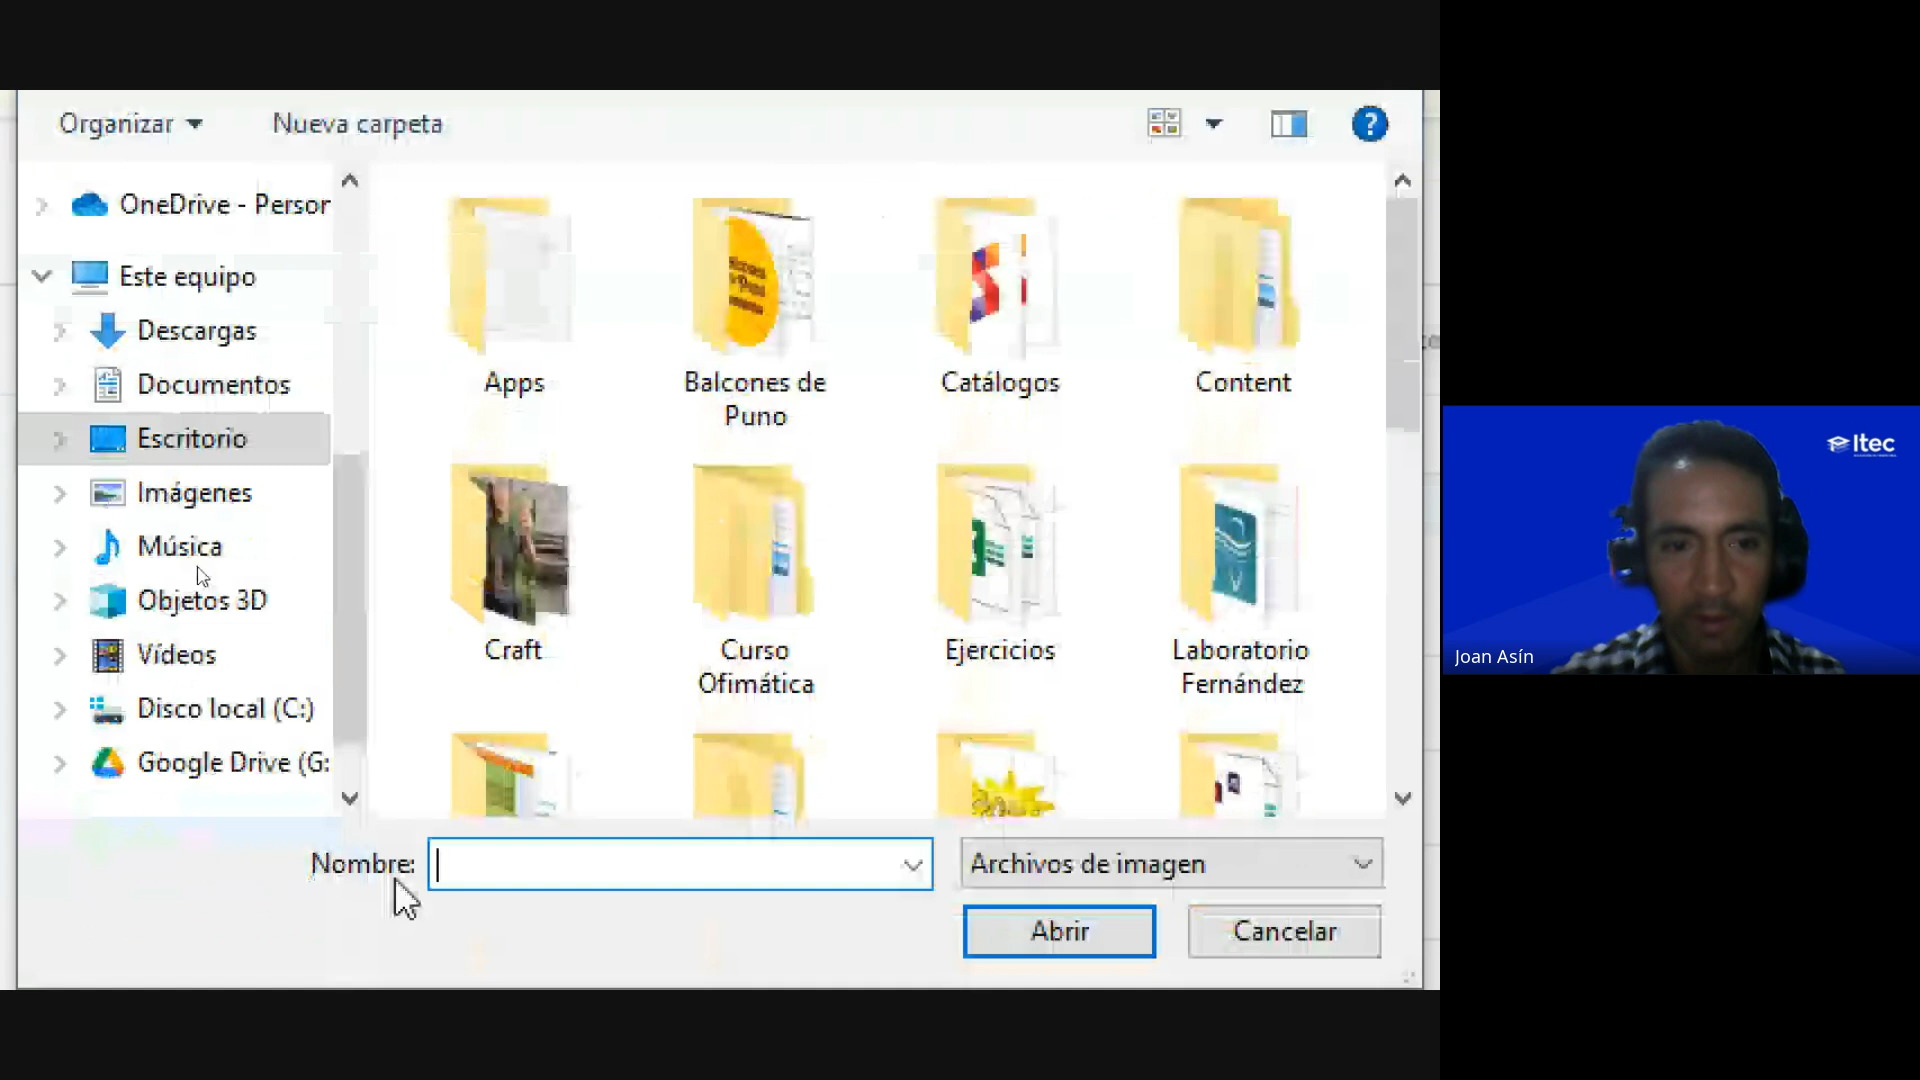 Organizar
Nueva carpeta
OneDrive - Person
Este equipo
Descargas
Documentos
Escritorio
Imágenes
Música
Objetos 3D
Vídeos
Disco local (C:)
Google Drive (G:
Apps
Balcones de
Puno
Catálogos
Content
Craft
Curso
Ofimática
Ejercicios
Laboratorio
Fernández
Nombre:
Archivos de imagen
Abrir
Cancelar
Itec
Joan Asín